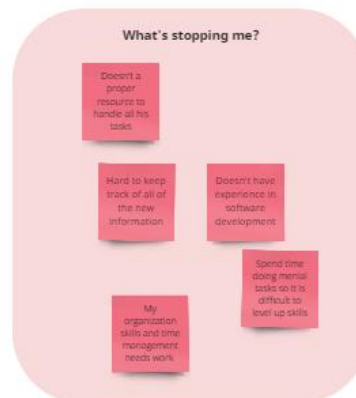 What's stopping me?
Doesn't a
proper
resource to
handle all his
tasks
Hard to keep
track of all of
the new
information
Doesn't have
experience in
software
development
Spend time
doing menial
tasks so it is
difficult to
level up skills
My
organization
skills and time
management
needs work